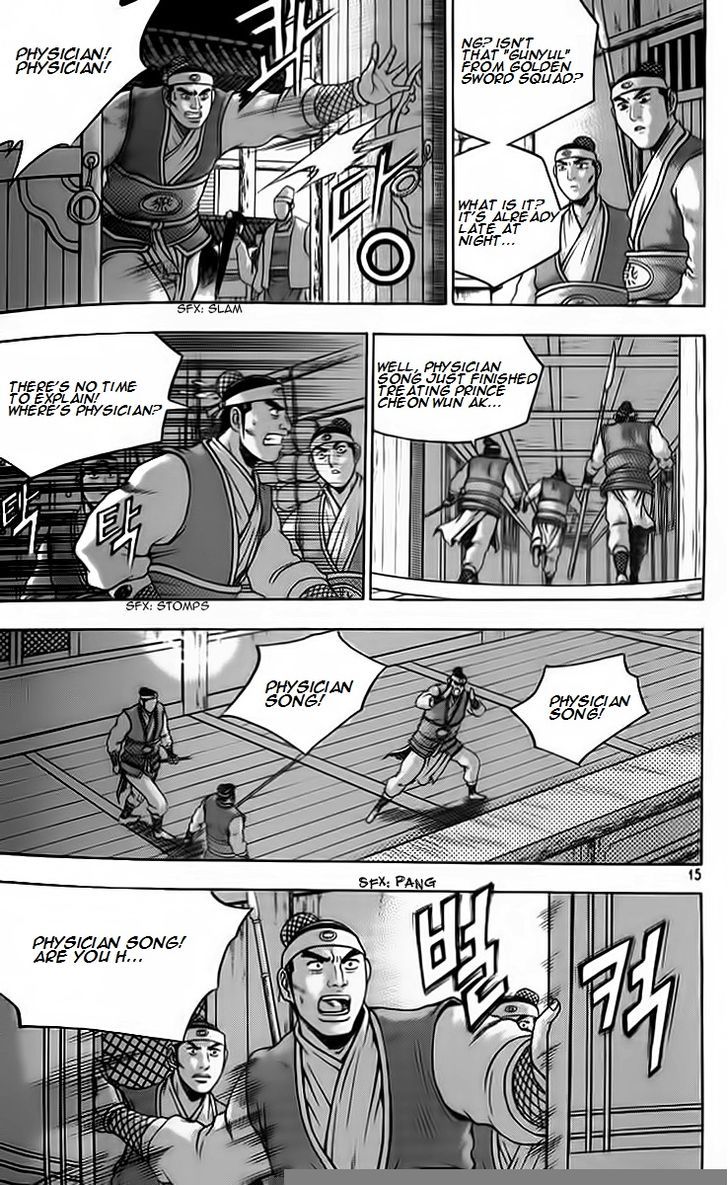 PHYSICIAN!
PHYSICIAN!
콰
당
SFX: SLAM
NG? ISN'T
THAT "GUNYUL"
FROM GOLDEN
SWORD SQUAD?
WHAT IS IT?
IT'S ALREADY
LATE AT
NIGHT...
THERE'S NO TIME
TO EXPLAIN!
WHERE'S PHYSICIAN?
탁
탁
SFX: STOMPS
WELL, PHYSICIAN
SONG JUST FINISHED
TREATING PRINCE
CHEON WUN AK...
PHYSICIAN
SONG!
PHYSICIAN
SONG!
15
SFX: PANG
PHYSICIAN SONG!
ARE YOU H...
벌
컥